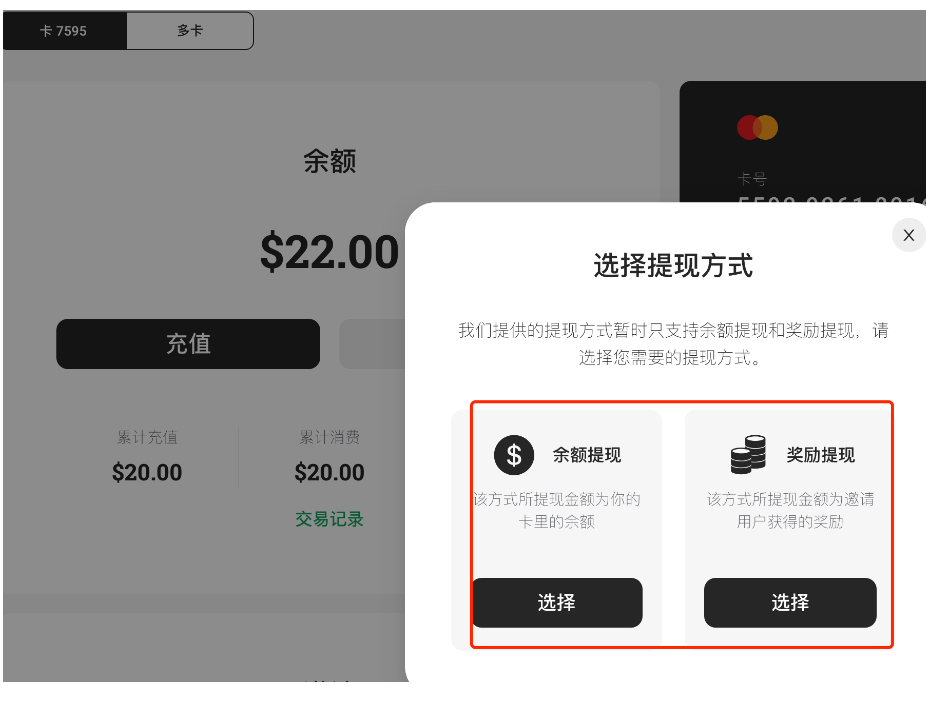 卡 7595
多卡
余额
$22.00
充值
累计充值
$20.00
累计消费
$20.00
交易记录
卡号
X
选择提现方式
我们提供的提现方式暂时只支持余额提现和奖励提现，请
选择您需要的提现方式。
$
余额提现
该方式所提现金额为你的
卡里的余额
选择
奖励提现
该方式所提现金额为邀请
用户获得的奖励
选择